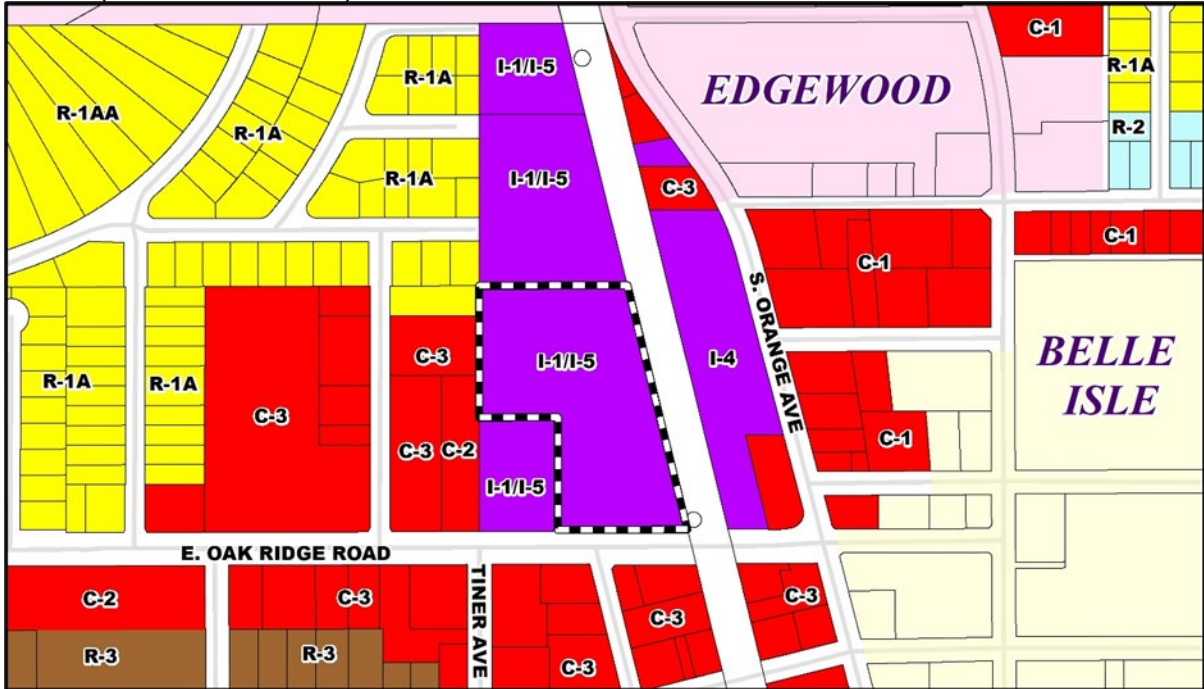 C-1
I-1/I-5
R-1A
R-1A
EDGEWOOD
R-1AA
R-1A
R-2
R-1A
I-1/I-5
C-3
C-1
C-1
S. ORANGE AVE
BELLE
ISLE
C-3
I-1/I-5
I-4
R-1A
R-1A
C-3
C-3
C-2
C-1
I-1/I-5
E. OAK RIDGE ROAD
TINER AVE
C-2
C-3
C-3
C-3
R-3
R-3
C-3